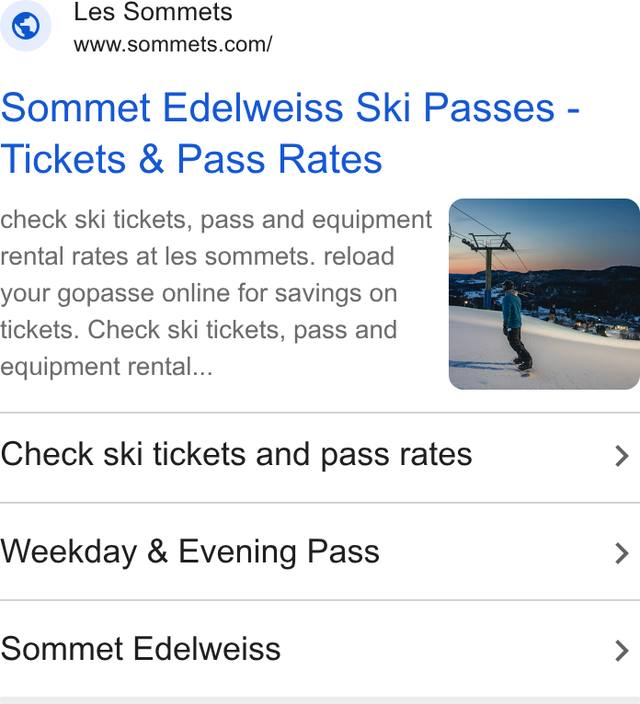 Les Sommets
www.sommets.com/
Sommet Edelweiss Ski Passes -
Tickets & Pass Rates
check ski tickets, pass and equipment
rental rates at les sommets. reload
your gopasse online for savings on
tickets. Check ski tickets, pass and
equipment rental...
Check ski tickets and pass rates
Weekday & Evening Pass
Sommet Edelweiss